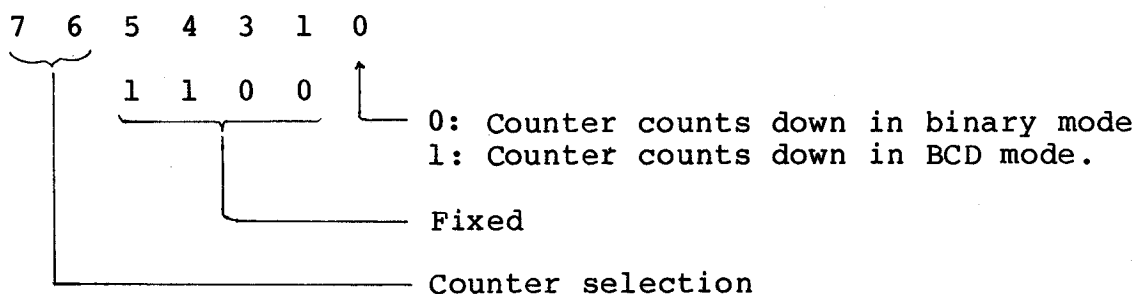 7 6 5 4 3 1 0
1 1 0 0
0: Counter counts down in binary mode
1: Counter counts down in BCD mode.
Fixed
Counter selection